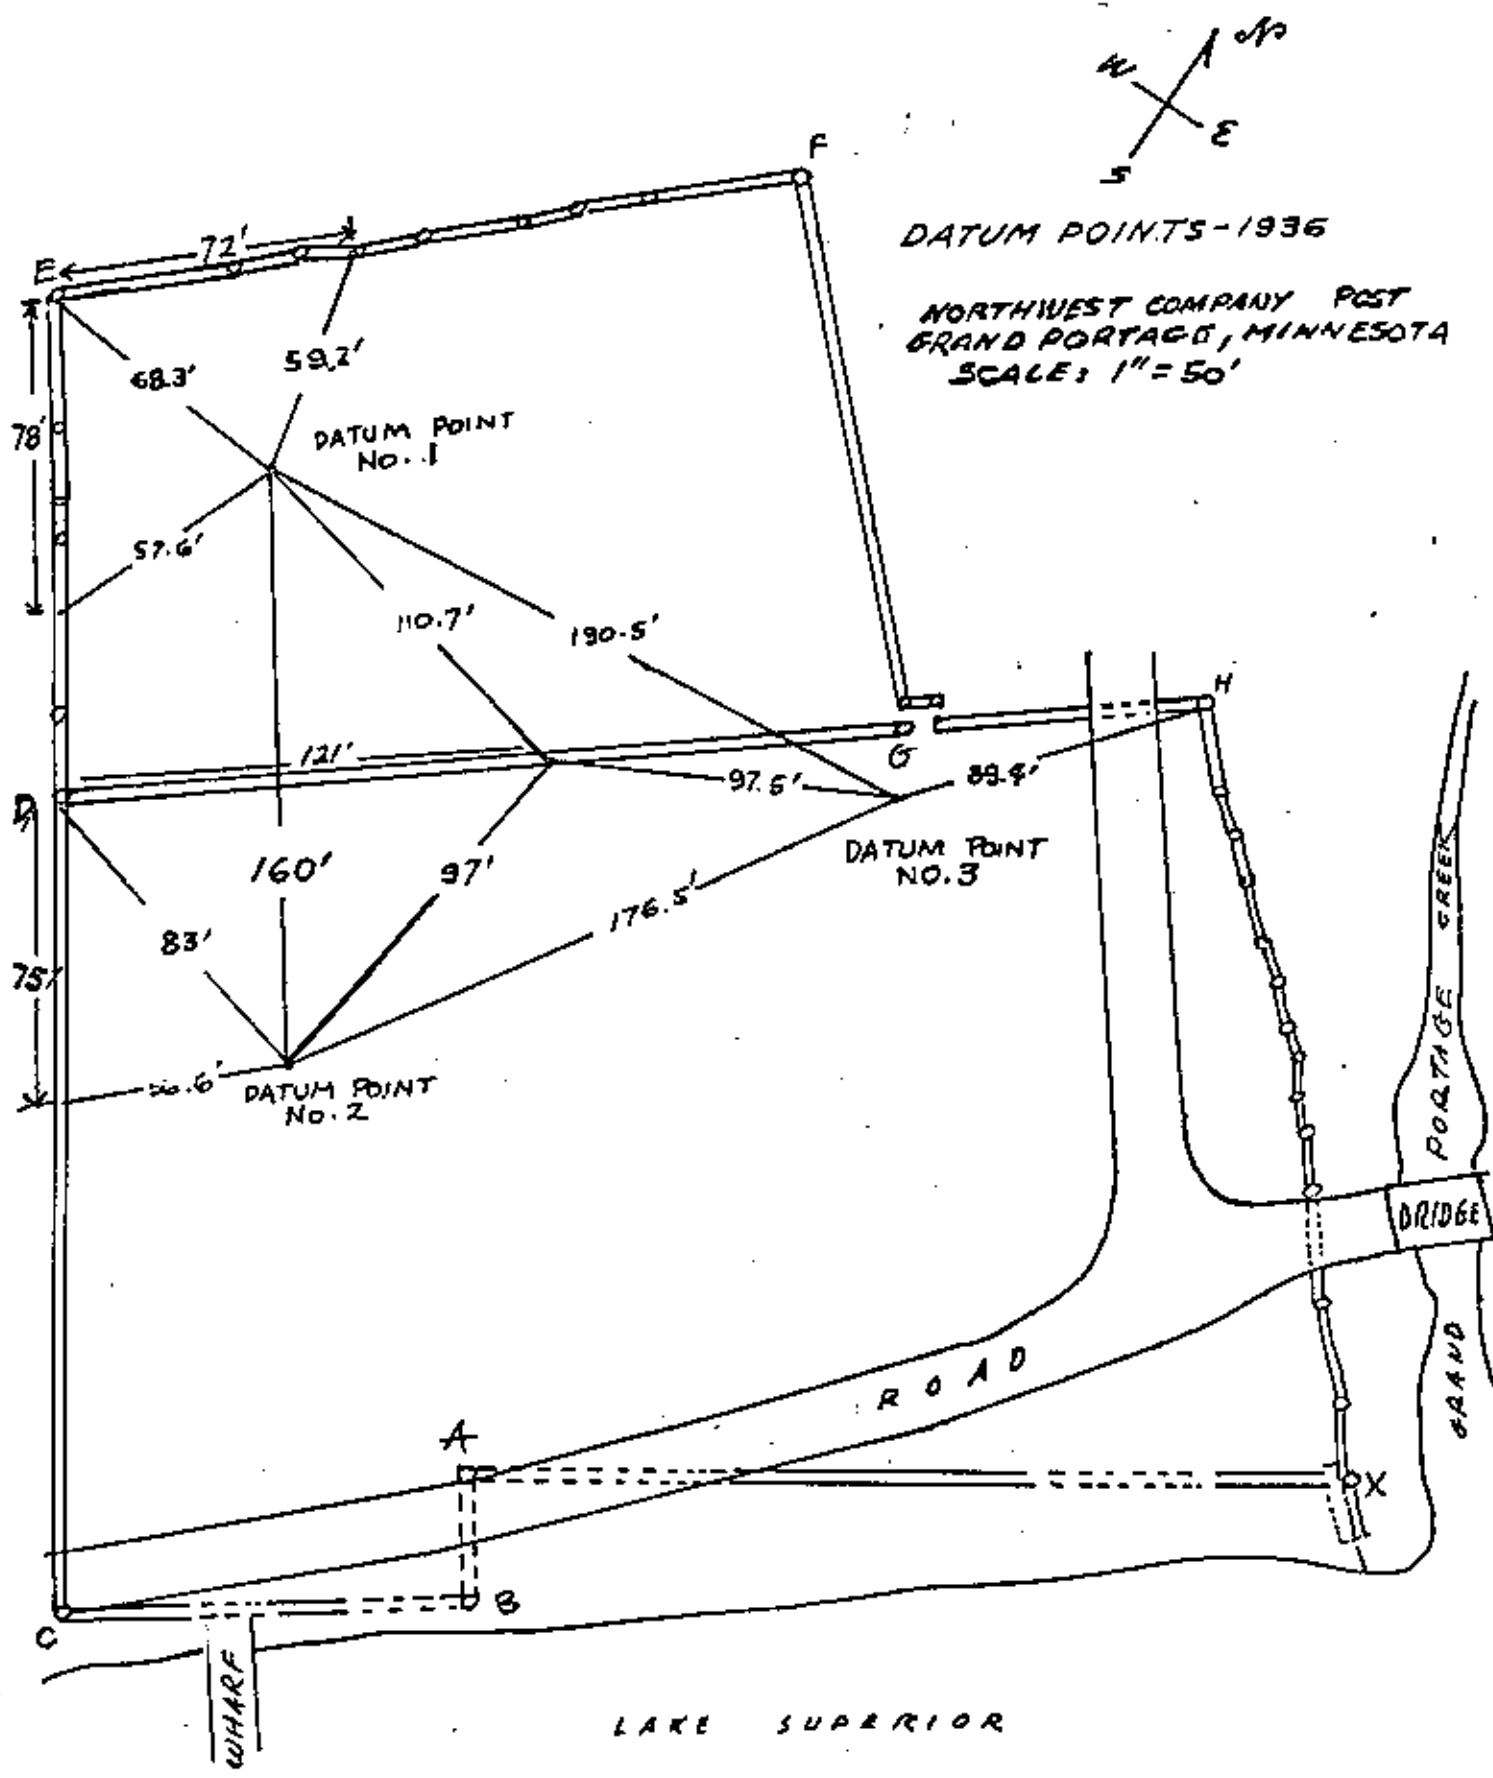 N
W
E
S
F
DATUM POINTS-1936
NORTHWEST COMPANY POST
GRAND PORTAGE, MINNESOTA
SCALE: 1"=50'
E
72'
68.3'
59.2'
78'
DATUM POINT
No. 1
57.6'
110.7'
190.5'
H
121'
G
97.5'
89.4'
D
DATUM POINT
NO.3
160'
97'
176.5'
83'
75'
DATUM POINT
No. 2
PORTAGE CREEK
BRIDGE
GRAND
ROAD
A
X
B
C
WHARF
LAKE SUPERIOR